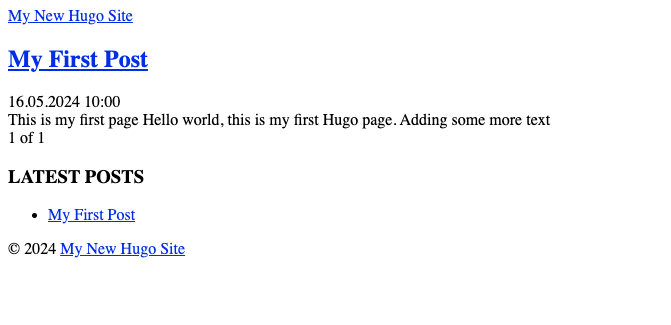 My New Hugo Site
My First Post
16.05.2024 10:00
This is my first page Hello world, this is my first Hugo page. Adding some more text
1 of 1
LATEST POSTS
My First Post
© 2024 My New Hugo Site